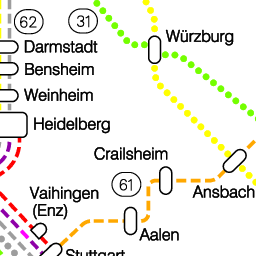 62
31
Würzburg
Darmstadt
Bensheim
Weinheim
Heidelberg
Crailsheim
61
Ansbach
Vaihingen
(Enz)
Aalen
Stuttgart